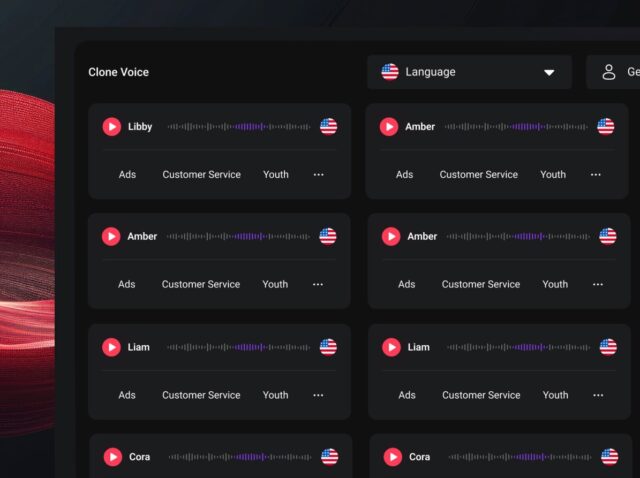 Clone Voice
Language
Ge
Libby
Amber
Ads Customer Service Youth ...
Ads Customer Service Youth ...
Amber
Amber
Ads Customer Service Youth ...
Ads Customer Service Youth ...
Liam
Liam
Ads Customer Service Youth ...
Ads Customer Service Youth ...
Cora
Cora